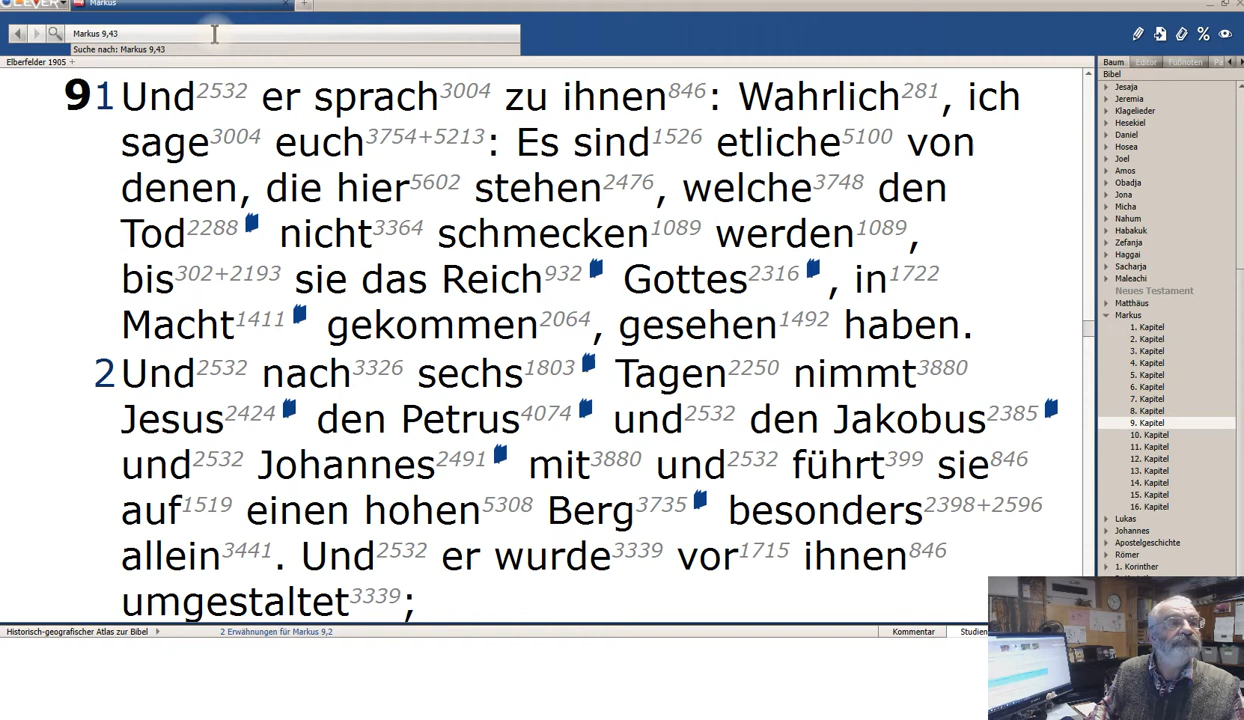 CLEVER
Markus
Markus 9,43
Suche nach: Markus 9,43
Elberfelder 1905
9 1 Und2532 er sprach3004 zu ihnen846: Wahrlich281, ich
sage3004 euch3754+5213: Es sind1526 etliche5100 von
denen, die hier5602 stehen2476, welche3748 den
Tod2288 nicht3364 schmecken1089 werden1089,
bis302+2193 sie das Reich932 Gottes2316, in1722
Macht1411 gekommen2064, gesehen1492 haben.
2 Und2532 nach3326 sechs1803 Tagen2250 nimmt3880
Jesus2424 den Petrus4074 und2532 den Jakobus2385
und2532 Johannes2491 mit3880 und2532 führt399 sie846
auf1519 einen hohen5308 Berg3735 besonders2398+2596
allein3441. Und2532 er wurde3339 vor1715 ihnen846
umgestaltet3339;
Historisch-geografischer Atlas zur Bibel
2 Erwähnungen für Markus 9,2
Kommentar
Baum
Editor
Fußnoten
Bibel
Jesaja
Jeremia
Klagelieder
Hesekiel
Daniel
Hosea
Joel
Amos
Obadja
Jona
Micha
Nahum
Habakuk
Zefanja
Haggai
Sacharja
Maleachi
Neues Testament
Matthäus
Markus
1. Kapitel
2. Kapitel
3. Kapitel
4. Kapitel
5. Kapitel
6. Kapitel
7. Kapitel
8. Kapitel
9. Kapitel
10. Kapitel
11. Kapitel
12. Kapitel
13. Kapitel
14. Kapitel
15. Kapitel
16. Kapitel
Lukas
Johannes
Apostelgeschichte
Römer
1. Korinther